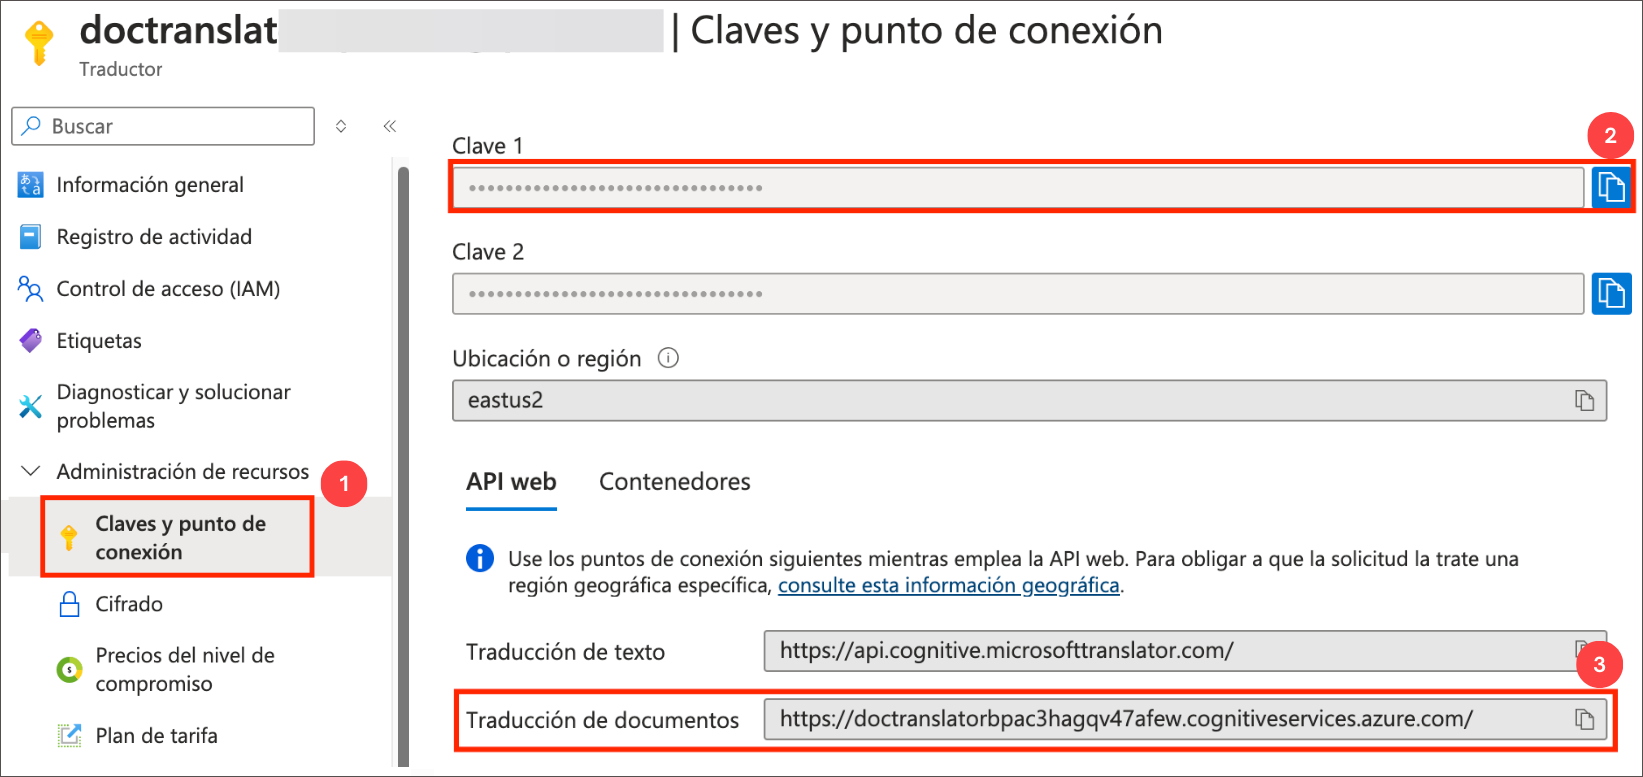 doctranslat | Claves y punto de conexión
Traductor
Buscar
Información general
Registro de actividad
Control de acceso (IAM)
Etiquetas
Diagnosticar y solucionar
problemas
Administración de recursos
1
Claves y punto de
conexión
Cifrado
Precios del nivel de
compromiso
Plan de tarifa
2
Clave 1
Clave 2
Ubicación o región
eastus2
API web
Contenedores
Use los puntos de conexión siguientes mientras emplea la API web. Para obligar a que la solicitud la trate una
región geográfica específica, consulte esta información geográfica.
Traducción de texto
https://api.cognitive.microsofttranslator.com/
3
Traducción de documentos
https://doctranslatorbpac3hagqv47afew.cognitiveservices.azure.com/